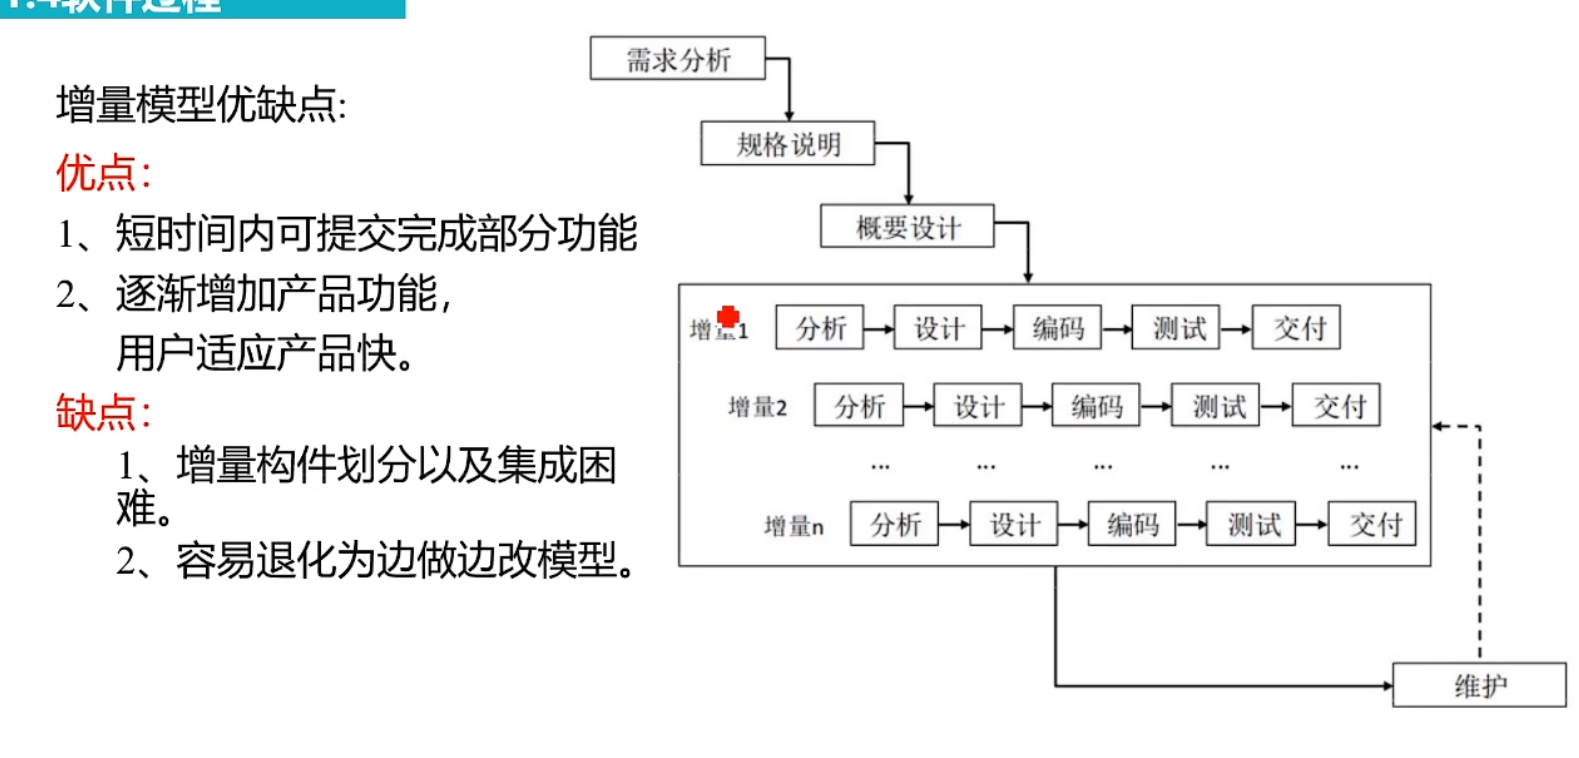 1.4软件过程
增量模型优缺点:
优点：
1、短时间内可提交完成部分功能
2、逐渐增加产品功能，
用户适应产品快。
缺点：
1、增量构件划分以及集成困
难。
2、容易退化为边做边改模型。
需求分析
规格说明
概要设计
增量1 分析 设计 编码 测试 交付
增量2 分析 设计 编码 测试 交付
... ... ... ... ...
增量n 分析 设计 编码 测试 交付
维护